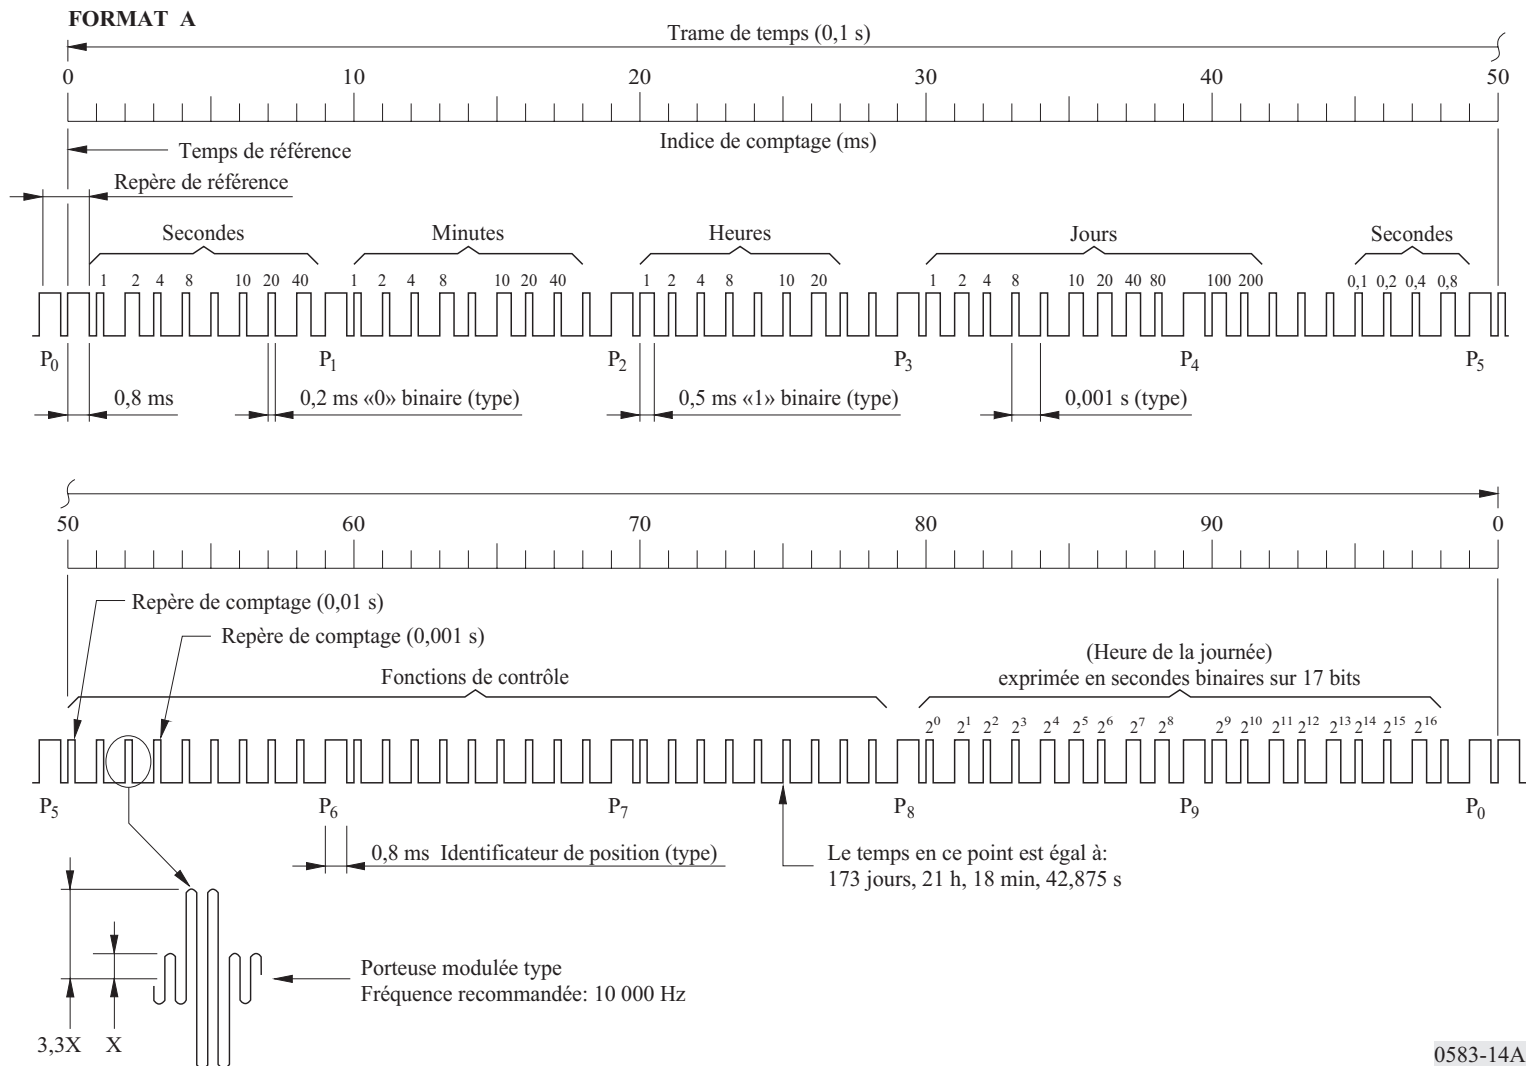 FORMAT A
Trame de temps (0,1 s)
0 10 20 30 40 50
Indice de comptage (ms)
Temps de référence
Repère de référence
Secondes Minutes Heures Jours Secondes
1 2 4 8 10 20 40 1 2 4 8 10 20 40 1 2 4 8 10 20 1 2 4 8 10 20 40 80 100 200 0,1 0,2 0,4 0,8
P0 P1 P2 P3 P4 P5
0,8 ms 0,2 ms «0» binaire (type) 0,5 ms «1» binaire (type) 0,001 s (type)
50 60 70 80 90 0
Repère de comptage (0,01 s)
Repère de comptage (0,001 s)
Fonctions de contrôle
(Heure de la journée)
exprimée en secondes binaires sur 17 bits
2^0 2^1 2^2 2^3 2^4 2^5 2^6 2^7 2^8 2^9 2^10 2^11 2^12 2^13 2^14 2^15 2^16
P5 P6 P7 P8 P9 P0
0,8 ms Identificateur de position (type)
Le temps en ce point est égal à:
173 jours, 21 h, 18 min, 42,875 s
Porteuse modulée type
Fréquence recommandée: 10 000 Hz
3,3X X
0583-14A